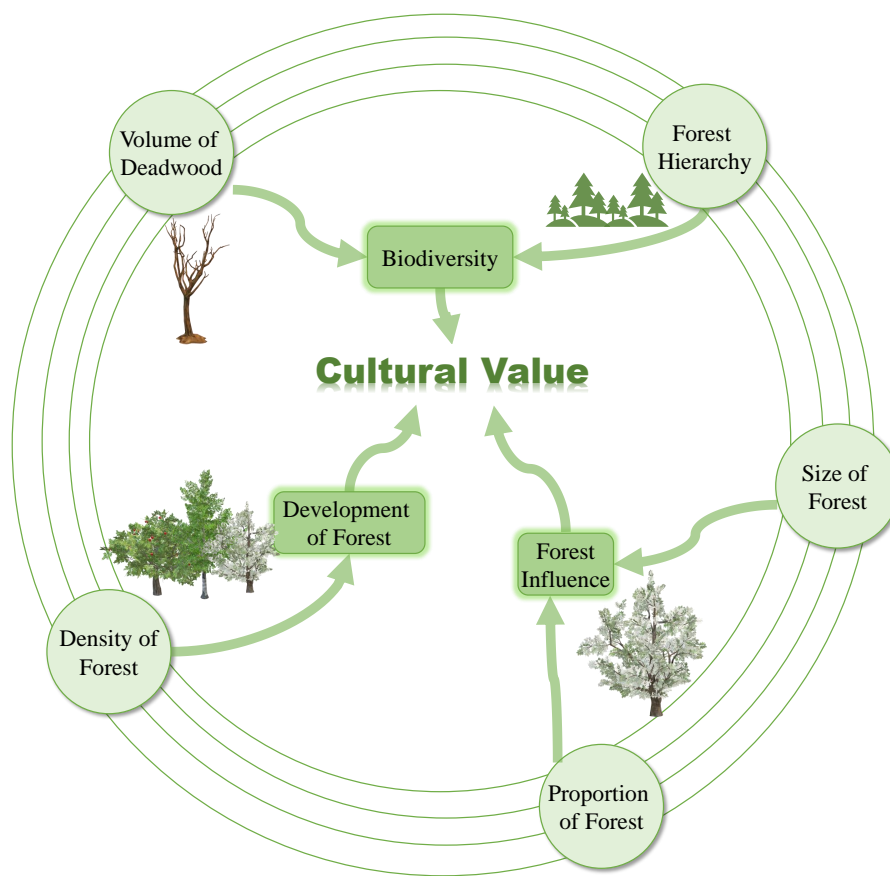 Volume of
Deadwood
Forest
Hierarchy
Biodiversity
Cultural Value
Size of
Forest
Development
of Forest
Forest
Influence
Density of
Forest
Proportion
of Forest